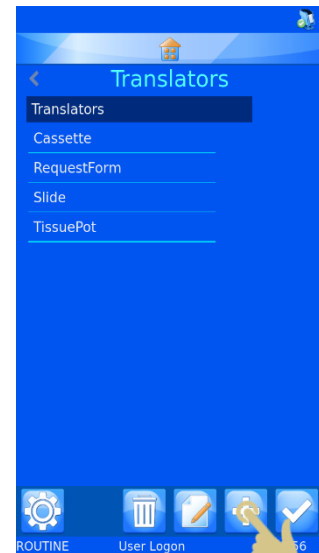 Translators
Translators
Cassette
RequestForm
Slide
TissuePot
ROUTINE User Logon 56